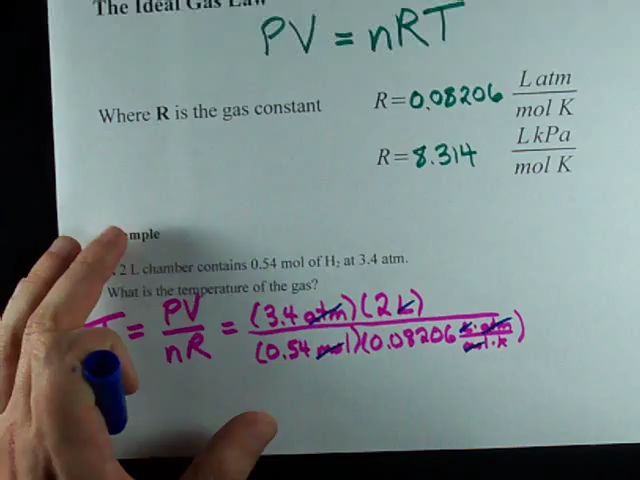 The Ideal Gas Law
PV = nRT
Where R is the gas constant
R = 0.08206 L atm / mol K
R = 8.314 L kPa / mol K
ample
2 L chamber contains 0.54 mol of H₂ at 3.4 atm.
What is the temperature of the gas?
T = PV / nR = (3.4 atm)(2 L) / (0.54 mol)(0.08206 L·atm / mol·K)